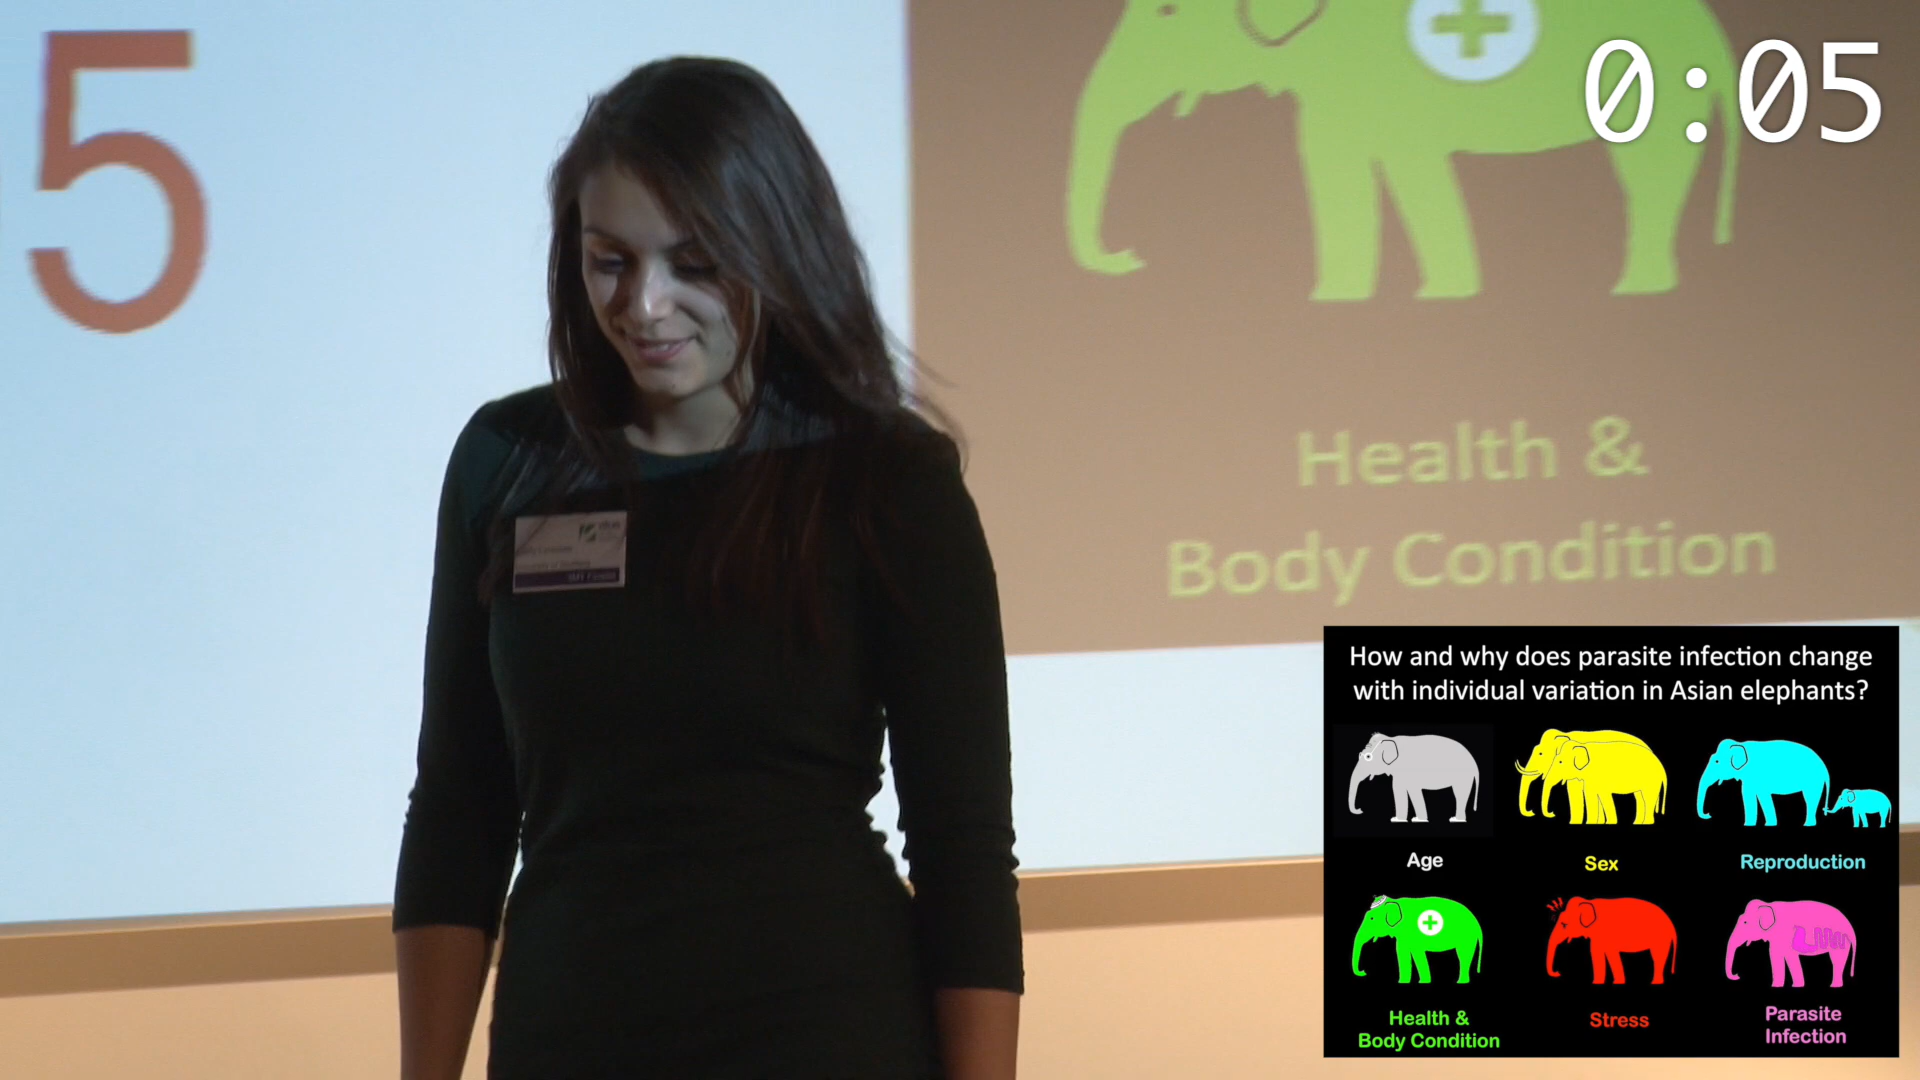 5
0:05
Health &
Body Condition
How and why does parasite infection change
with individual variation in Asian elephants?
Age
Sex
Reproduction
Health &
Body Condition
Stress
Parasite
Infection